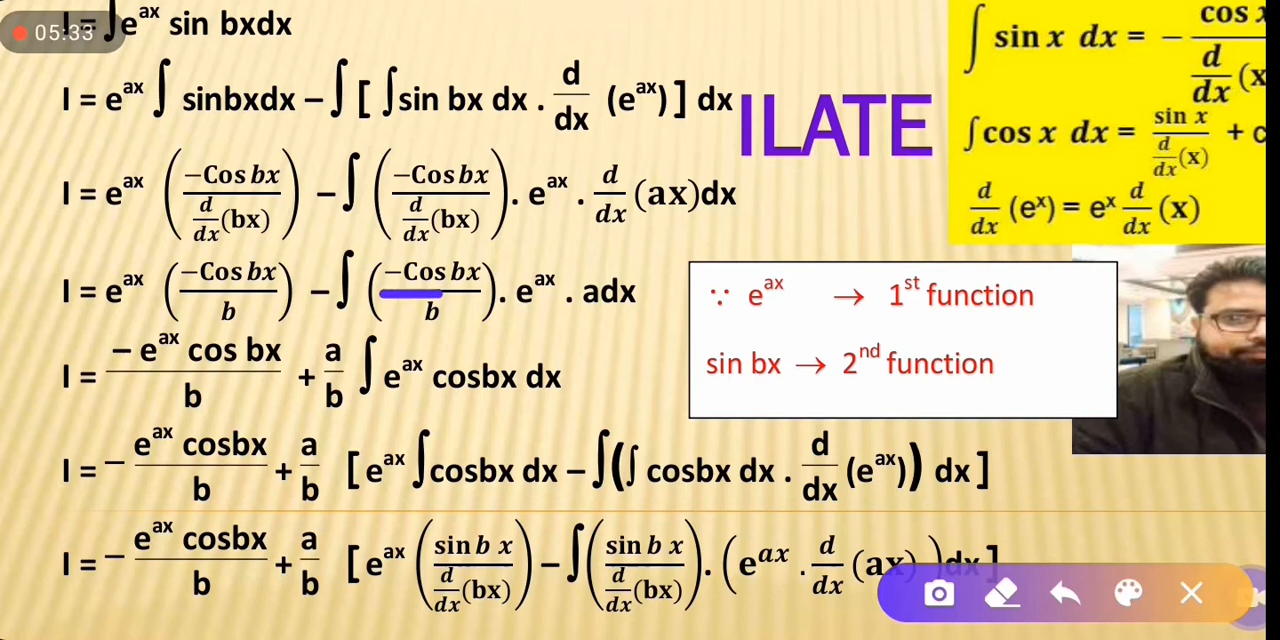 I = ∫e^ax sin bxdx
05:33
I = e^ax ∫ sinbxdx – ∫ [ ∫sin bx dx . d/dx (e^ax) ] dx
I = e^ax (–Cos bx / d/dx (bx)) – ∫ (–Cos bx / d/dx (bx)) . e^ax . d/dx (ax)dx
I = e^ax (–Cos bx / b) – ∫ (–Cos bx / b) . e^ax . adx
I = – e^ax cos bx / b + a/b ∫ e^ax cosbx dx
I = – e^ax cosbx / b + a/b [ e^ax ∫cosbx dx – ∫(∫ cosbx dx . d/dx (e^ax)) dx ]
I = – e^ax cosbx / b + a/b [ e^ax (sin b x / d/dx (bx)) – ∫ (sin b x / d/dx (bx)) . (e^ax . d/dx (ax) )dx ]
ILATE
∫ sin x dx = – cos x / d/dx (x
∫ cos x dx = sin x / d/dx (x) + c
d/dx (e^x) = e^x d/dx (x)
∵ e^ax → 1st function
sin bx → 2nd function